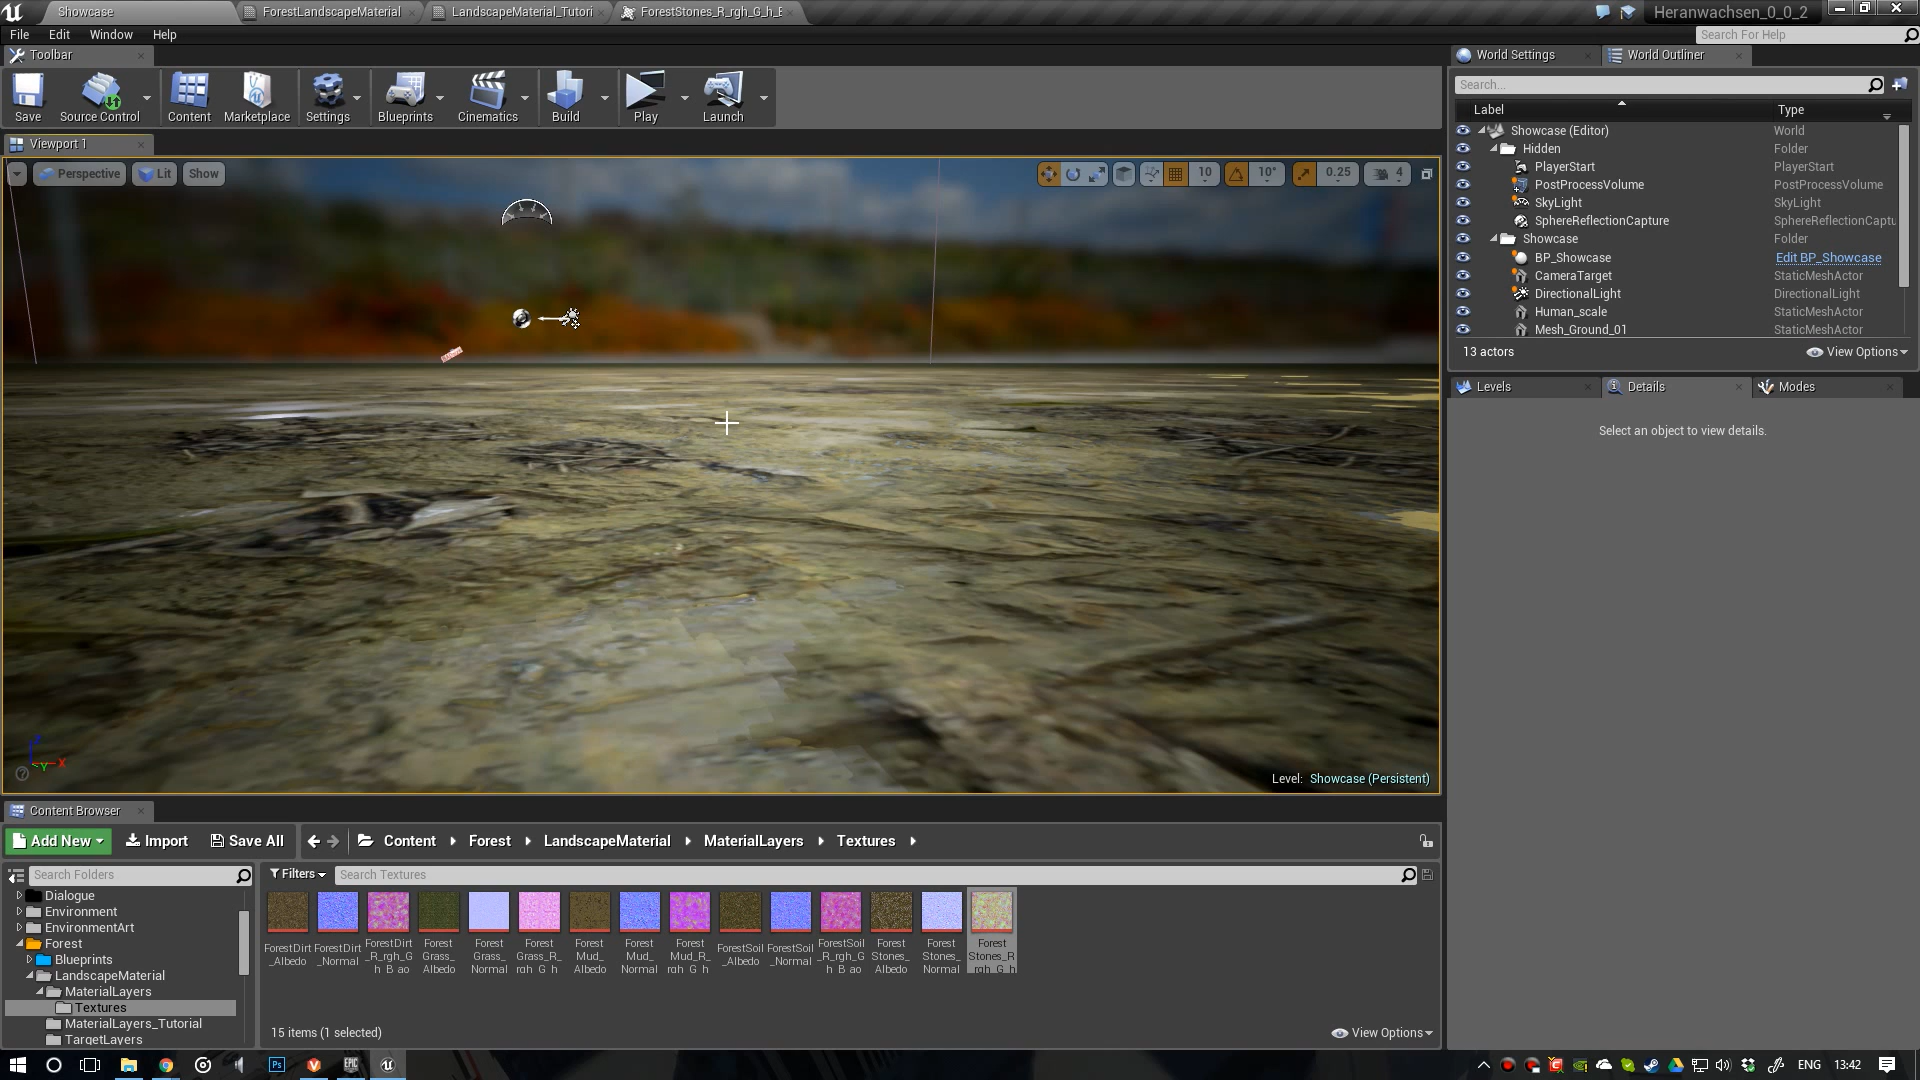 Showcase
ForestLandscapeMaterial
LandscapeMaterial_Tutori
ForestStones_R_rgh_G_h_E
Heranwachsen_0_0_2
File Edit Window Help
Search For Help
Toolbar
World Settings
World Outliner
Save
Source Control
Content
Marketplace
Settings
Blueprints
Cinematics
Build
Play
Launch
Search...
Label Type
Viewport 1
Perspective
Lit
Show
10
10°
0.25
4
Showcase (Editor) World
Hidden Folder
PlayerStart PlayerStart
PostProcessVolume PostProcessVolume
SkyLight SkyLight
SphereReflectionCapture SphereReflectionCaptu
Showcase Folder
BP_Showcase Edit BP_Showcase
CameraTarget StaticMeshActor
DirectionalLight DirectionalLight
Human_scale StaticMeshActor
Mesh_Ground_01 StaticMeshActor
13 actors
View Options
Levels
Details
Modes
Select an object to view details.
Z
Y X
Level: Showcase (Persistent)
Content Browser
Add New
Import
Save All
Content Forest LandscapeMaterial MaterialLayers Textures
Search Folders
Filters
Search Textures
Dialogue
Environment
EnvironmentArt
Forest
Blueprints
LandscapeMaterial
MaterialLayers
Textures
MaterialLayers_Tutorial
TargetLayers
ForestDirt
_Albedo
ForestDirt
_Normal
ForestDirt
_R_rgh_G_
h_B_ao
Forest
Grass_
Albedo
Forest
Grass_
Normal
Forest
Grass_R_
rgh_G_h_
Forest
Mud_
Albedo
Forest
Mud_
Normal
Forest
Mud_R_
rgh_G_h_
ForestSoil
_Albedo
ForestSoil
_Normal
ForestSoil
_R_rgh_G_
h_B_ao
Forest
Stones_
Albedo
Forest
Stones_
Normal
Forest
Stones_R
_rgh_G_h
15 items (1 selected)
View Options
Ps
EPIC
ENG
13:42